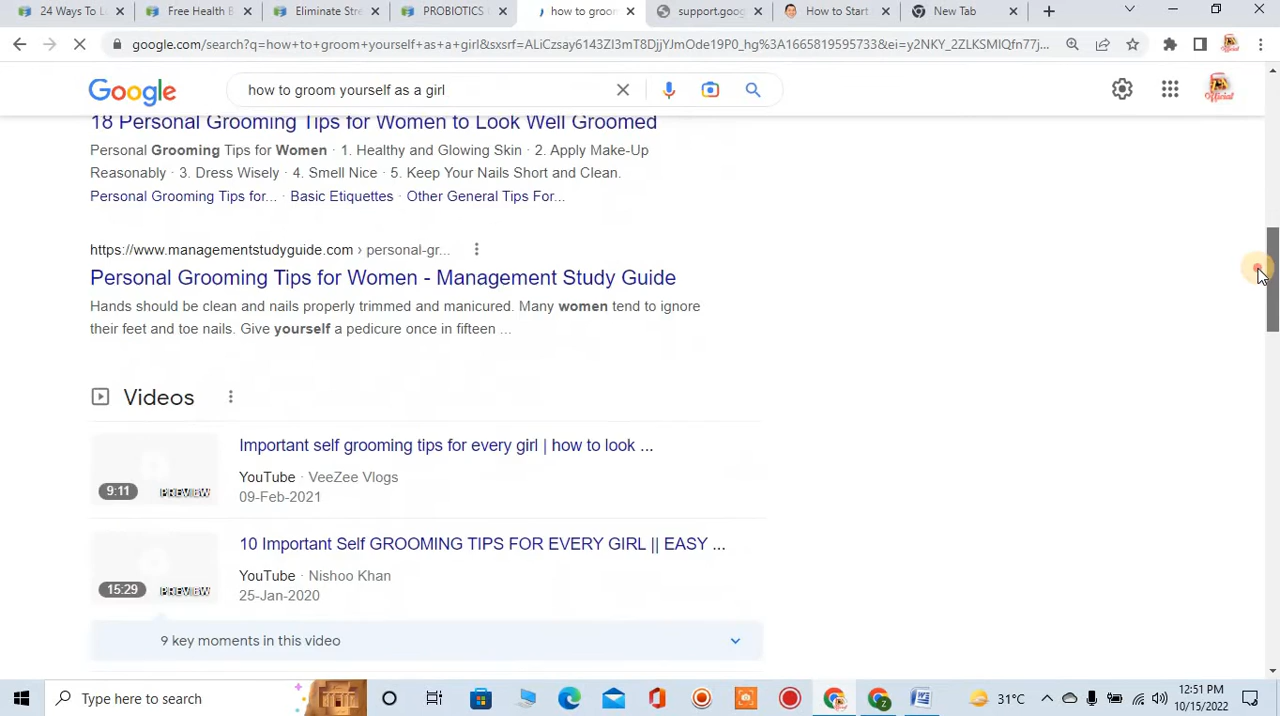 24 Ways To L
Free Health B
Eliminate Stre
PROBIOTICS
how to groom
support.goog
How to Start
New Tab
google.com/search?q=how+to+groom+yourself+as+a+girl&sxsrf=ALiCzsay6143ZI3mT8DjjYJmOde19P0_hg%3A1665819595733&ei=y2NKY_2ZLKSMIQfn77j...
Google
how to groom yourself as a girl
18 Personal Grooming Tips for Women to Look Well Groomed
Personal Grooming Tips for Women · 1. Healthy and Glowing Skin · 2. Apply Make-Up
Reasonably · 3. Dress Wisely · 4. Smell Nice · 5. Keep Your Nails Short and Clean.
Personal Grooming Tips for... · Basic Etiquettes · Other General Tips For...
https://www.managementstudyguide.com › personal-gr...
Personal Grooming Tips for Women - Management Study Guide
Hands should be clean and nails properly trimmed and manicured. Many women tend to ignore
their feet and toe nails. Give yourself a pedicure once in fifteen ...
Videos
Important self grooming tips for every girl | how to look ...
YouTube · VeeZee Vlogs
9:11 PREVIEW
09-Feb-2021
10 Important Self GROOMING TIPS FOR EVERY GIRL || EASY ...
YouTube · Nishoo Khan
15:29 PREVIEW
25-Jan-2020
9 key moments in this video
Type here to search
31°C
12:51 PM
10/15/2022